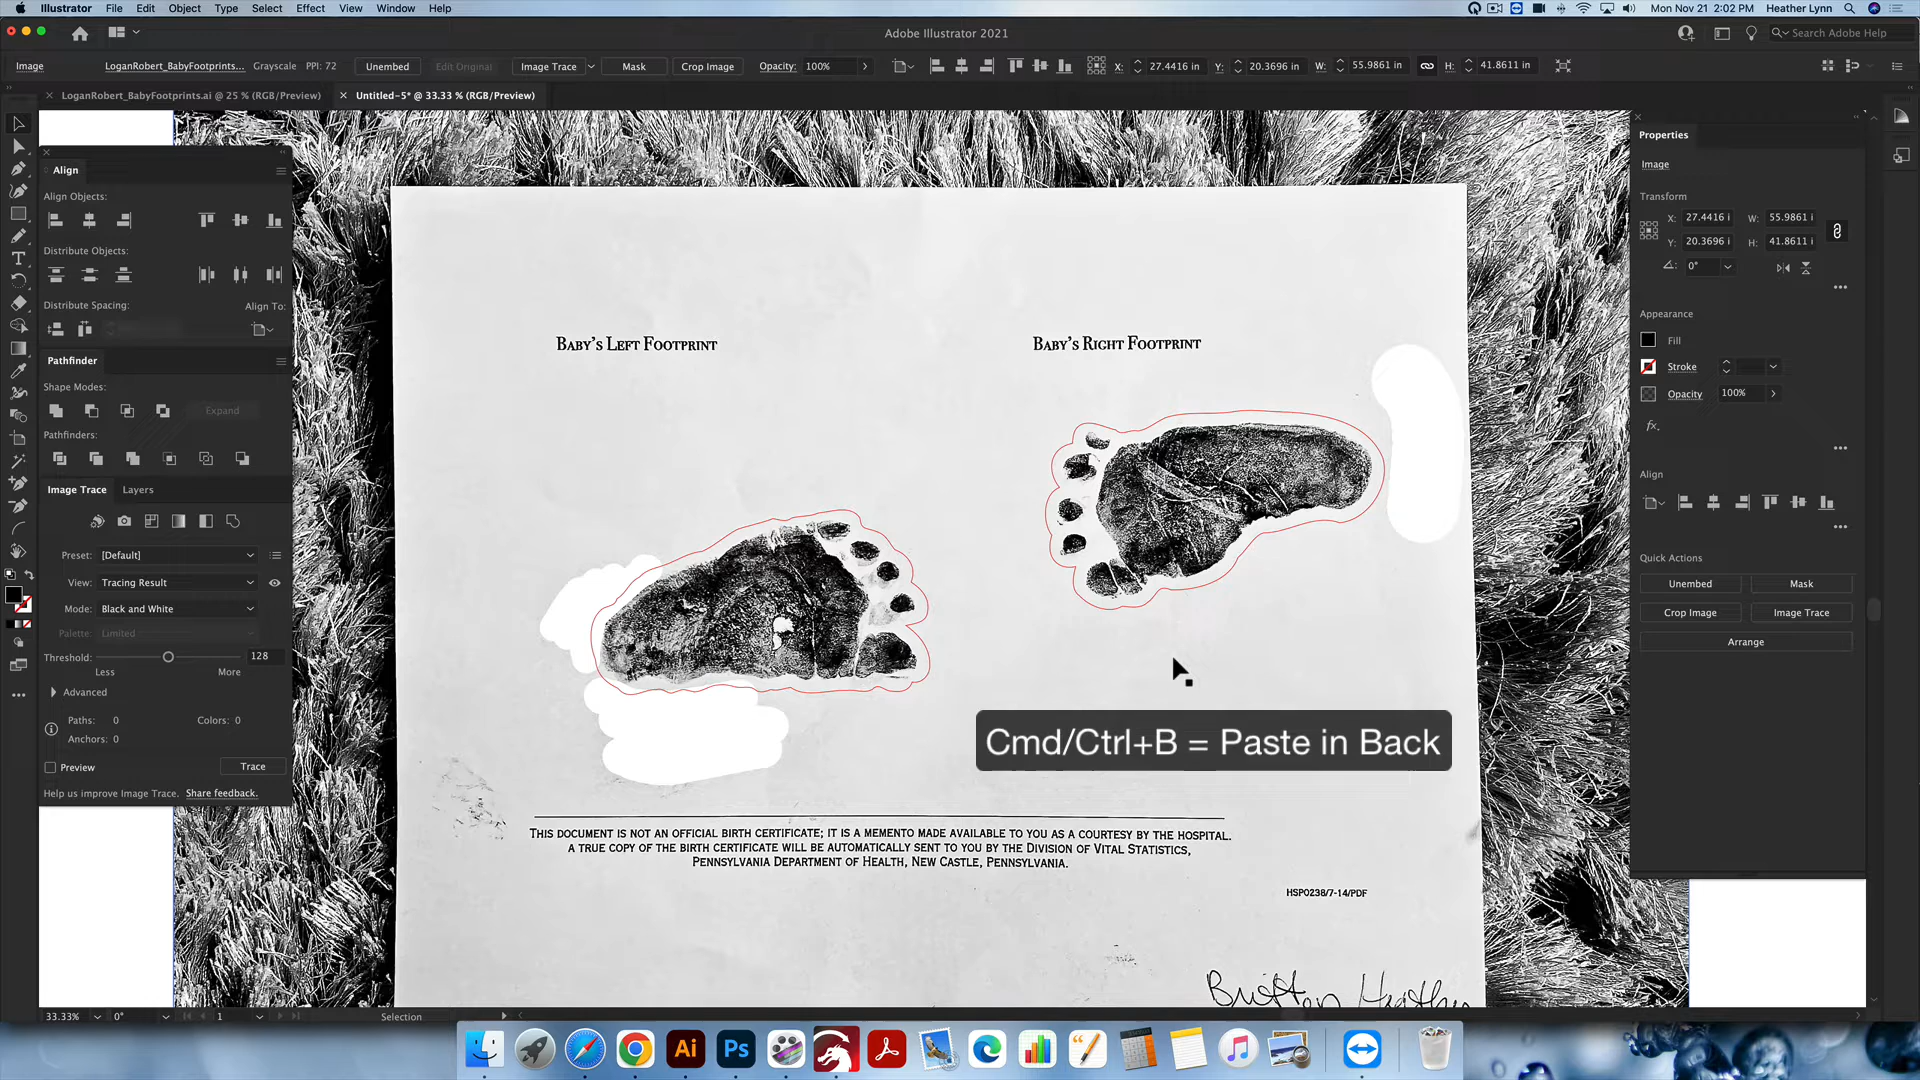 Illustrator File Edit Object Type Select Effect View Window Help
Mon Nov 21 2:02 PM Heather Lynn
Adobe Illustrator 2021
Search Adobe Help
Image LoganRobert_BabyFootprints... Grayscale PPI: 72 Unembed Edit Original Image Trace Mask Crop Image Opacity: 100% X: 27.4416 in Y: 20.3696 in W: 55.9861 in H: 41.8611 in
LoganRobert_BabyFootprints.ai @ 25 % (RGB/Preview) Untitled-5* @ 33.33 % (RGB/Preview)
Align
Align Objects:
Distribute Objects:
Distribute Spacing: Align To:
Pathfinder
Shape Modes:
Expand
Pathfinders:
Image Trace Layers
Preset: [Default]
View: Tracing Result
Mode: Black and White
Palette: Limited
Threshold: 128
Less More
Advanced
Paths: 0 Colors: 0
Anchors: 0
Preview Trace
Help us improve Image Trace. Share feedback.
Baby's Left Footprint
Baby's Right Footprint
Cmd/Ctrl+B = Paste in Back
This document is not an official birth certificate; it is a memento made available to you as a courtesy by the hospital.
A true copy of the birth certificate will be automatically sent to you by the Division of Vital Statistics,
Pennsylvania Department of Health, New Castle, Pennsylvania.
HSP0238/7-14/PDF
Britton Heather
Properties
Image
Transform
X: 27.4416 i W: 55.9861 i
Y: 20.3696 i H: 41.8611 i
0°
Appearance
Fill
Stroke
Opacity 100%
fx.
Align
Quick Actions
Unembed Mask
Crop Image Image Trace
Arrange
33.33% 0° 1 Selection
Ai Ps